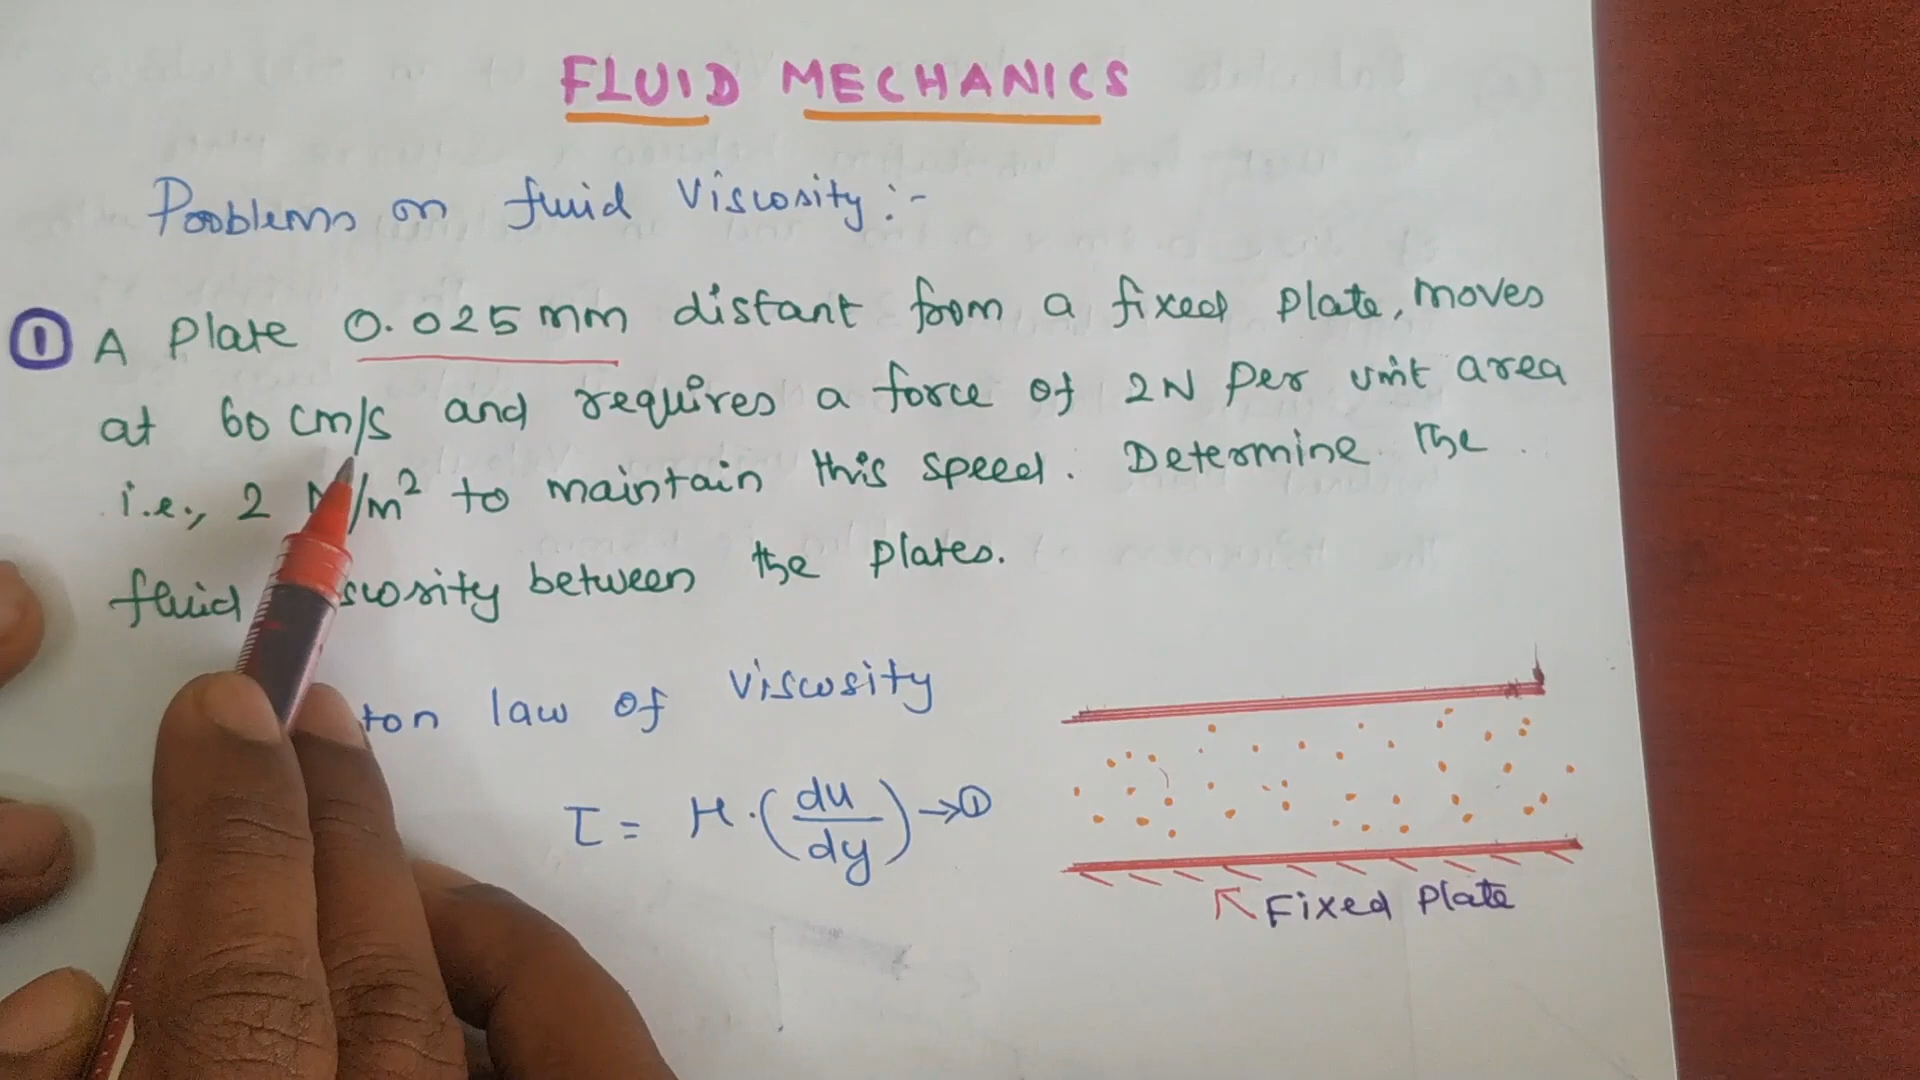 FLUID MECHANICS
Problems on fluid Viscosity :-
① A Plate 0.025 mm distant from a fixed Plate, moves
at 60 cm/s and requires a force of 2N Per unit area
i.e., 2 N/m² to maintain this speed. Determine the
fluid between the Plates.
law of Viscosity
τ = μ·(du/dy) → ①
Fixed Plate